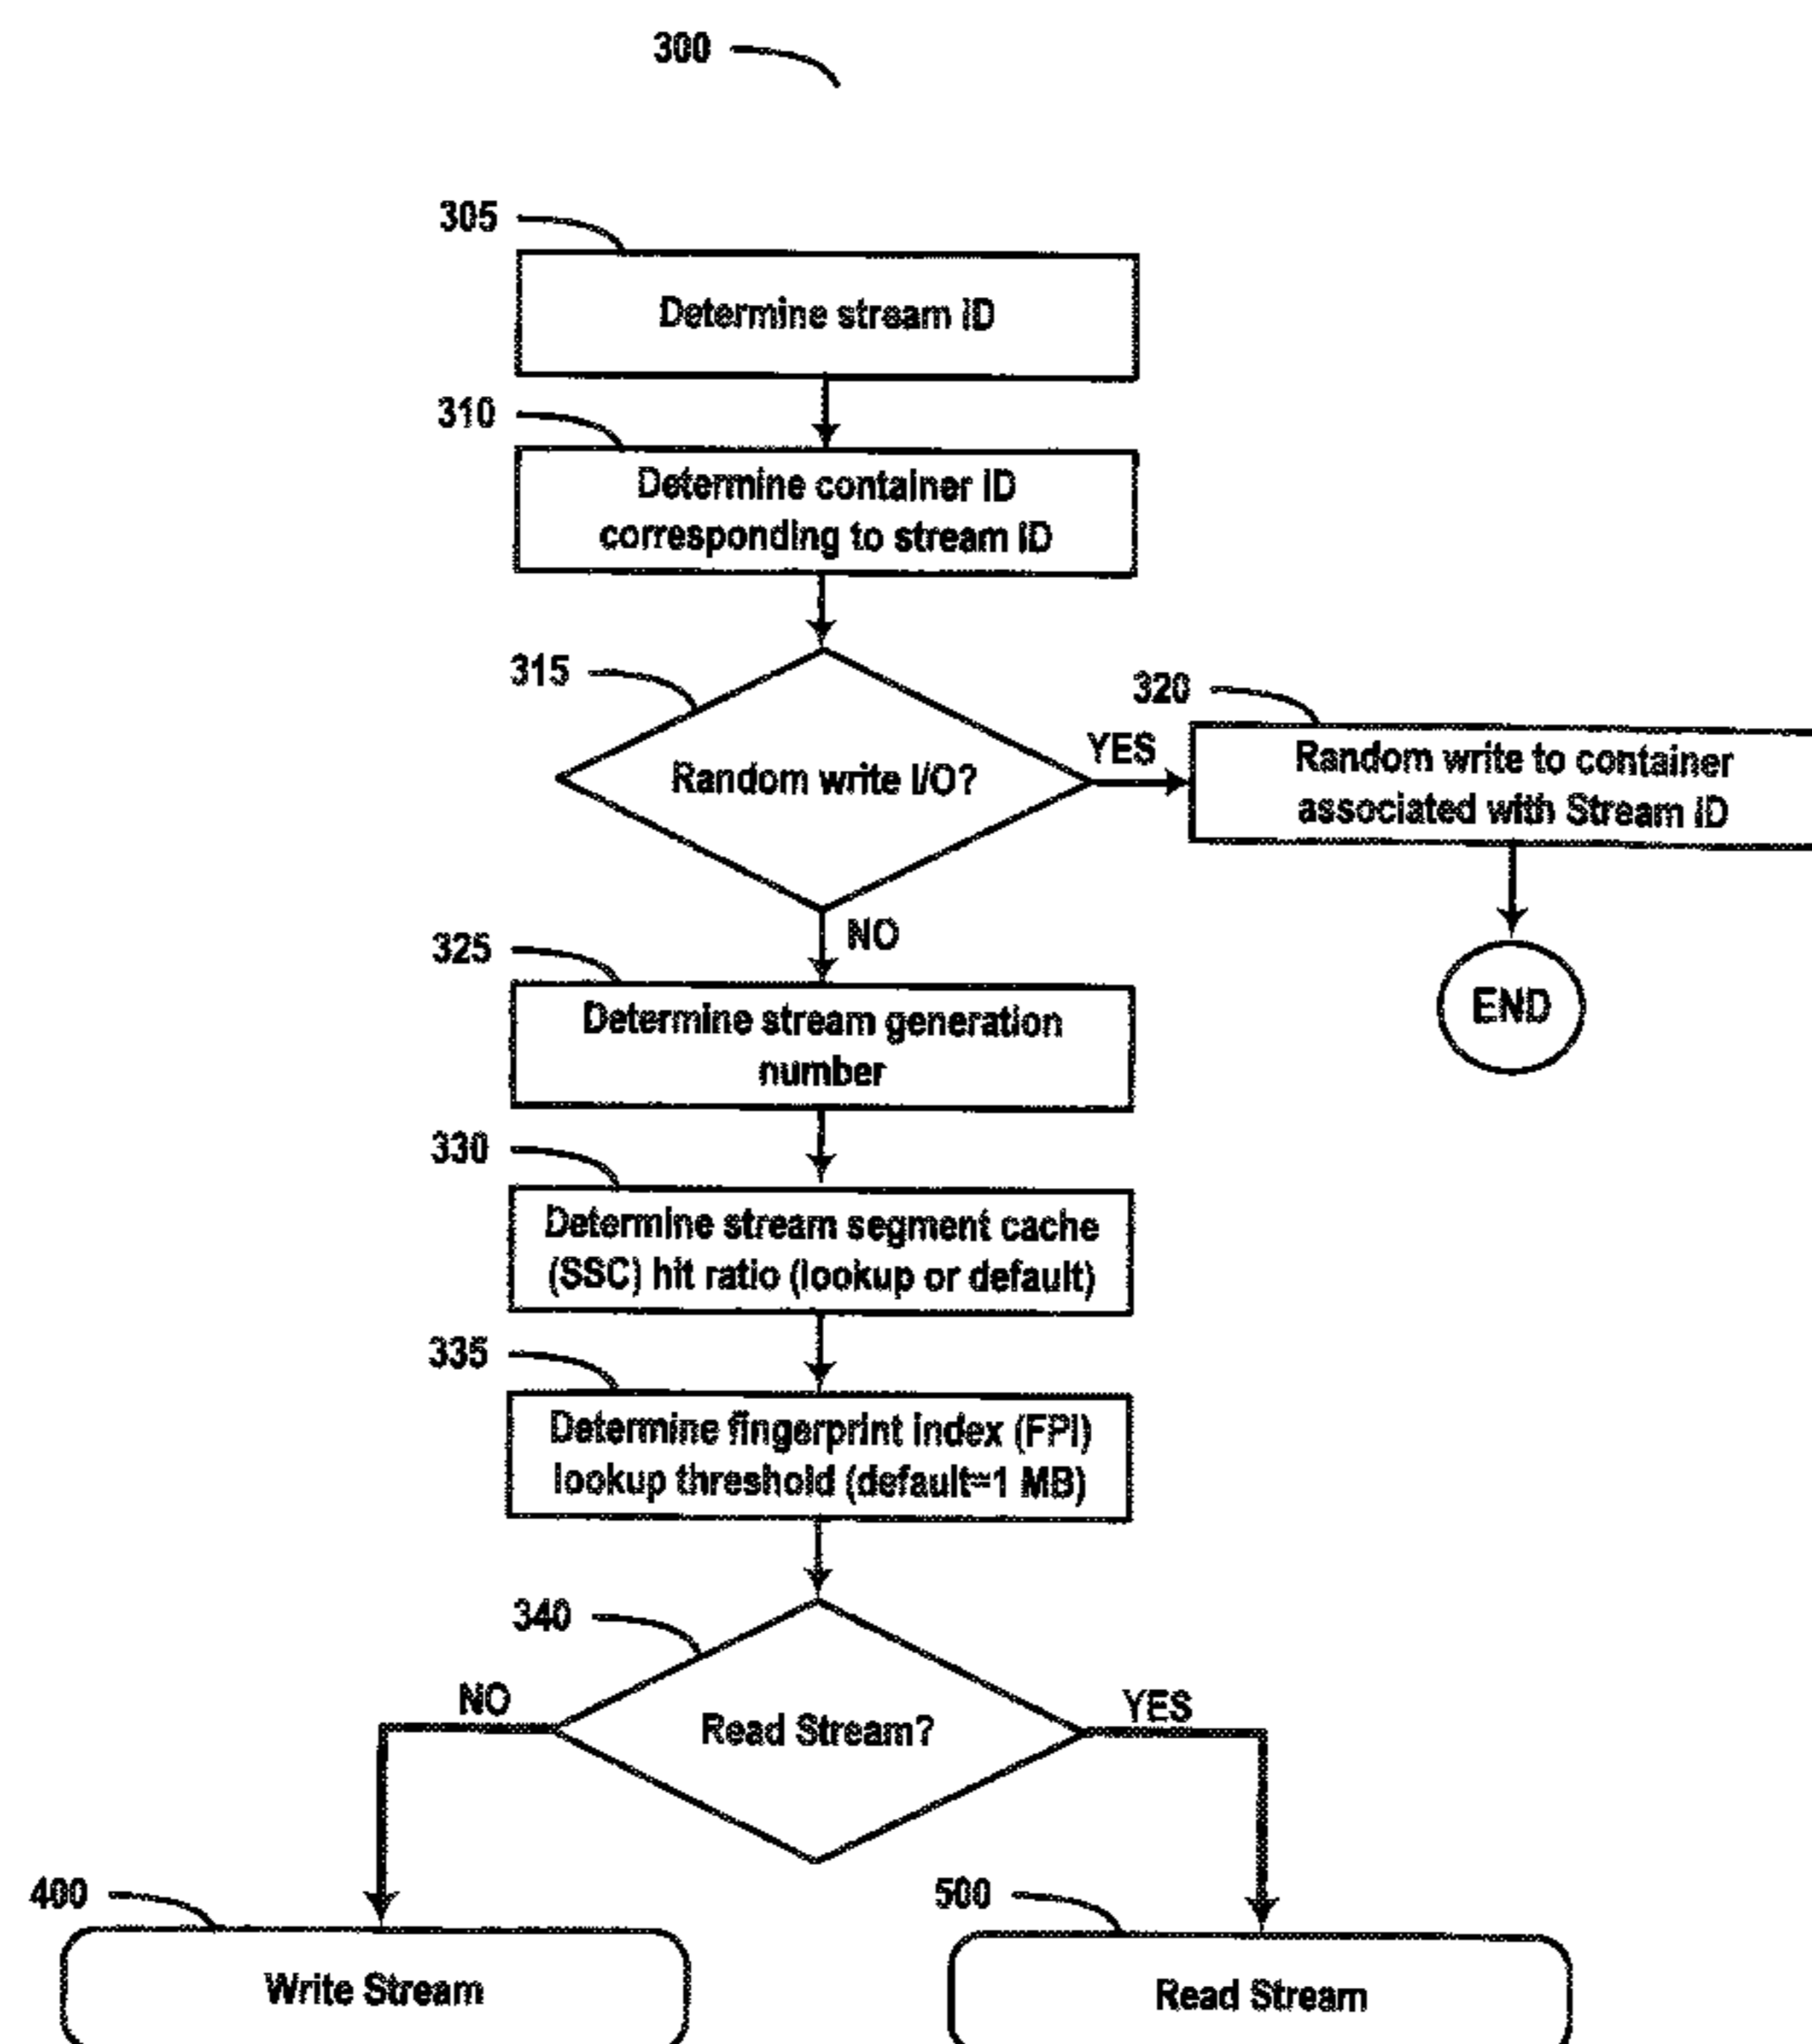 300
305
Determine stream ID
310
Determine container ID
corresponding to stream ID
315
Random write I/O?
YES
320
Random write to container
associated with Stream ID
NO
END
325
Determine stream generation
number
330
Determine stream segment cache
(SSC) hit ratio (lookup or default)
335
Determine fingerprint index (FPI)
lookup threshold (default=1 MB)
340
NO
Read Stream?
YES
400
Write Stream
500
Read Stream